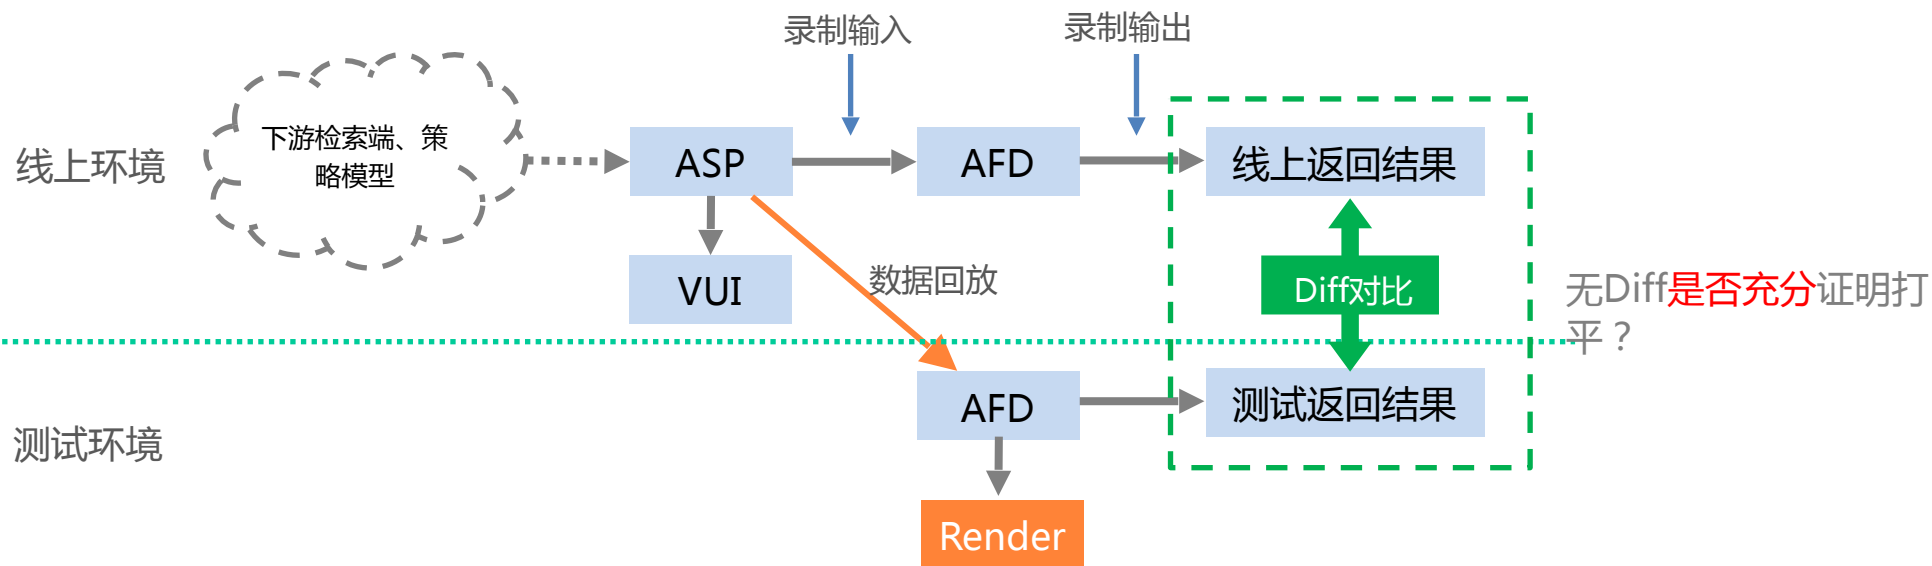 录制输入
录制输出
线上环境
下游检索端、策
略模型
ASP
AFD
线上返回结果
VUI
数据回放
Diff对比
无Diff是否充分证明打
平？
测试环境
AFD
测试返回结果
Render